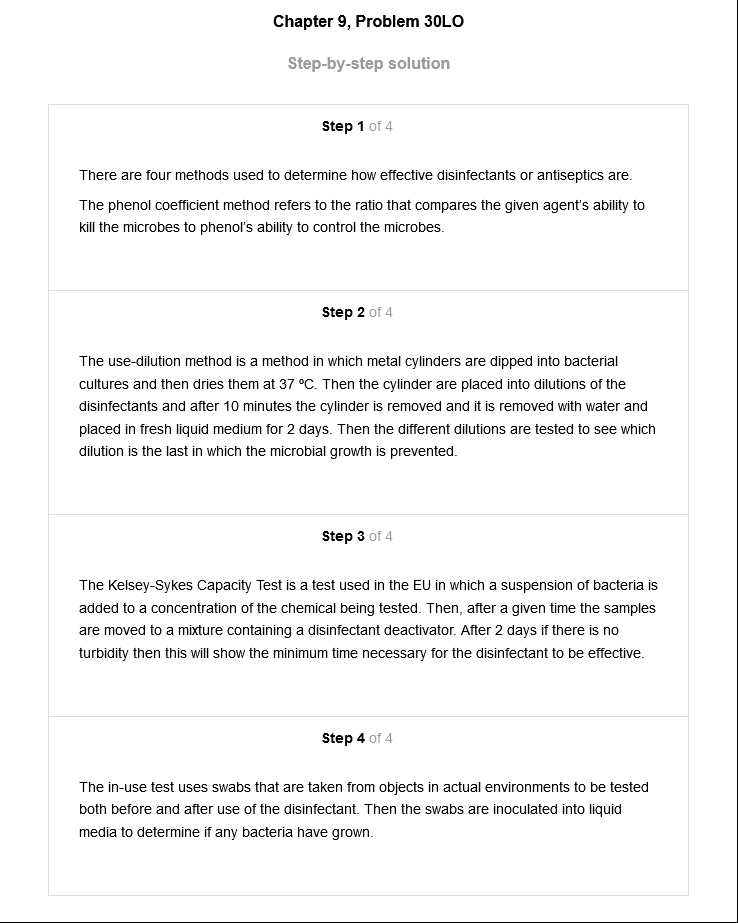 Chapter 9, Problem 30LO
Step-by-step solution
Step 1 of 4
There are four methods used to determine how effective disinfectants or antiseptics are.
The phenol coefficient method refers to the ratio that compares the given agent's ability to
kill the microbes to phenol's ability to control the microbes.
Step 2 of 4
The use-dilution method is a method in which metal cylinders are dipped into bacterial
cultures and then dries them at 37 ºC. Then the cylinder are placed into dilutions of the
disinfectants and after 10 minutes the cylinder is removed and it is removed with water and
placed in fresh liquid medium for 2 days. Then the different dilutions are tested to see which
dilution is the last in which the microbial growth is prevented.
Step 3 of 4
The Kelsey-Sykes Capacity Test is a test used in the EU in which a suspension of bacteria is
added to a concentration of the chemical being tested. Then, after a given time the samples
are moved to a mixture containing a disinfectant deactivator. After 2 days if there is no
turbidity then this will show the minimum time necessary for the disinfectant to be effective.
Step 4 of 4
The in-use test uses swabs that are taken from objects in actual environments to be tested
both before and after use of the disinfectant. Then the swabs are inoculated into liquid
media to determine if any bacteria have grown.